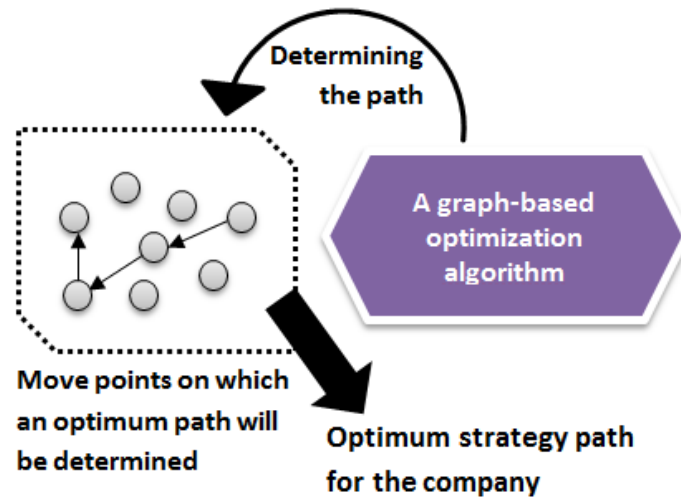 Determining
the path
A graph-based
optimization
algorithm
Move points on which
an optimum path will
be determined
Optimum strategy path
for the company